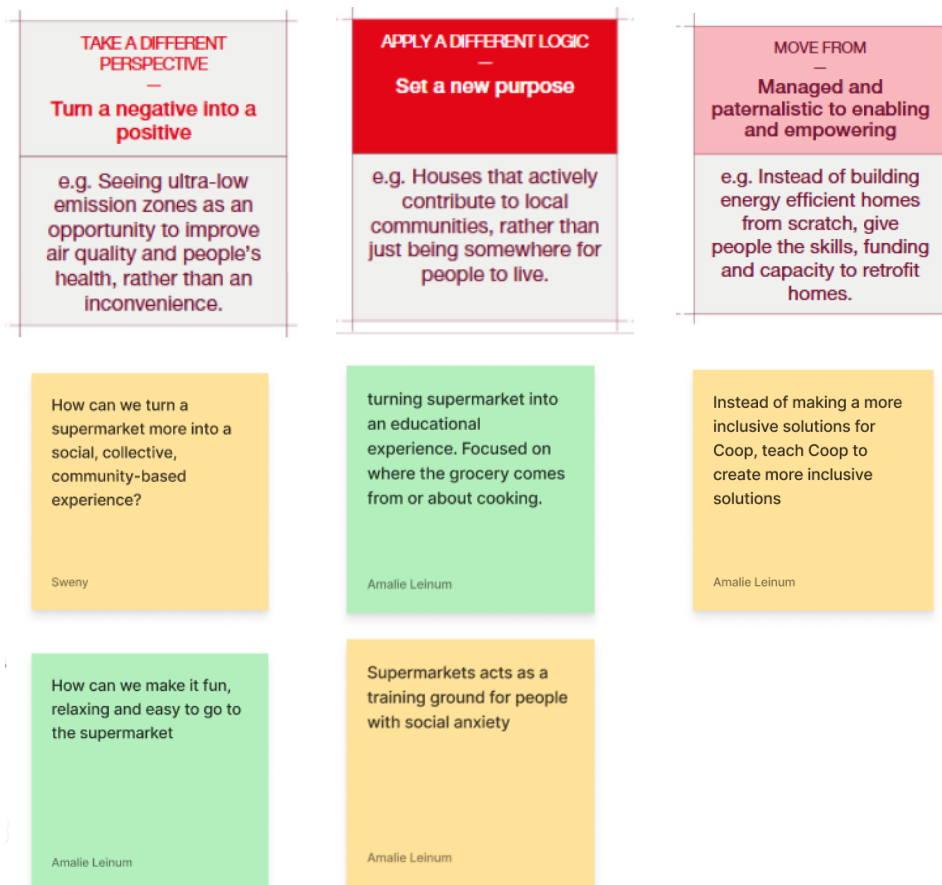 TAKE A DIFFERENT
PERSPECTIVE
—
Turn a negative into a
positive
e.g. Seeing ultra-low
emission zones as an
opportunity to improve
air quality and people's
health, rather than an
inconvenience.
How can we turn a
supermarket more into a
social, collective,
community-based
experience?
Sweny
How can we make it fun,
relaxing and easy to go to
the supermarket
Amalie Leinum
APPLY A DIFFERENT LOGIC
—
Set a new purpose
e.g. Houses that actively
contribute to local
communities, rather than
just being somewhere for
people to live.
turning supermarket into
an educational
experience. Focused on
where the grocery comes
from or about cooking.
Amalie Leinum
Supermarkets acts as a
training ground for people
with social anxiety
Amalie Leinum
MOVE FROM
—
Managed and
paternalistic to enabling
and empowering
e.g. Instead of building
energy efficient homes
from scratch, give
people the skills, funding
and capacity to retrofit
homes.
Instead of making a more
inclusive solutions for
Coop, teach Coop to
create more inclusive
solutions
Amalie Leinum